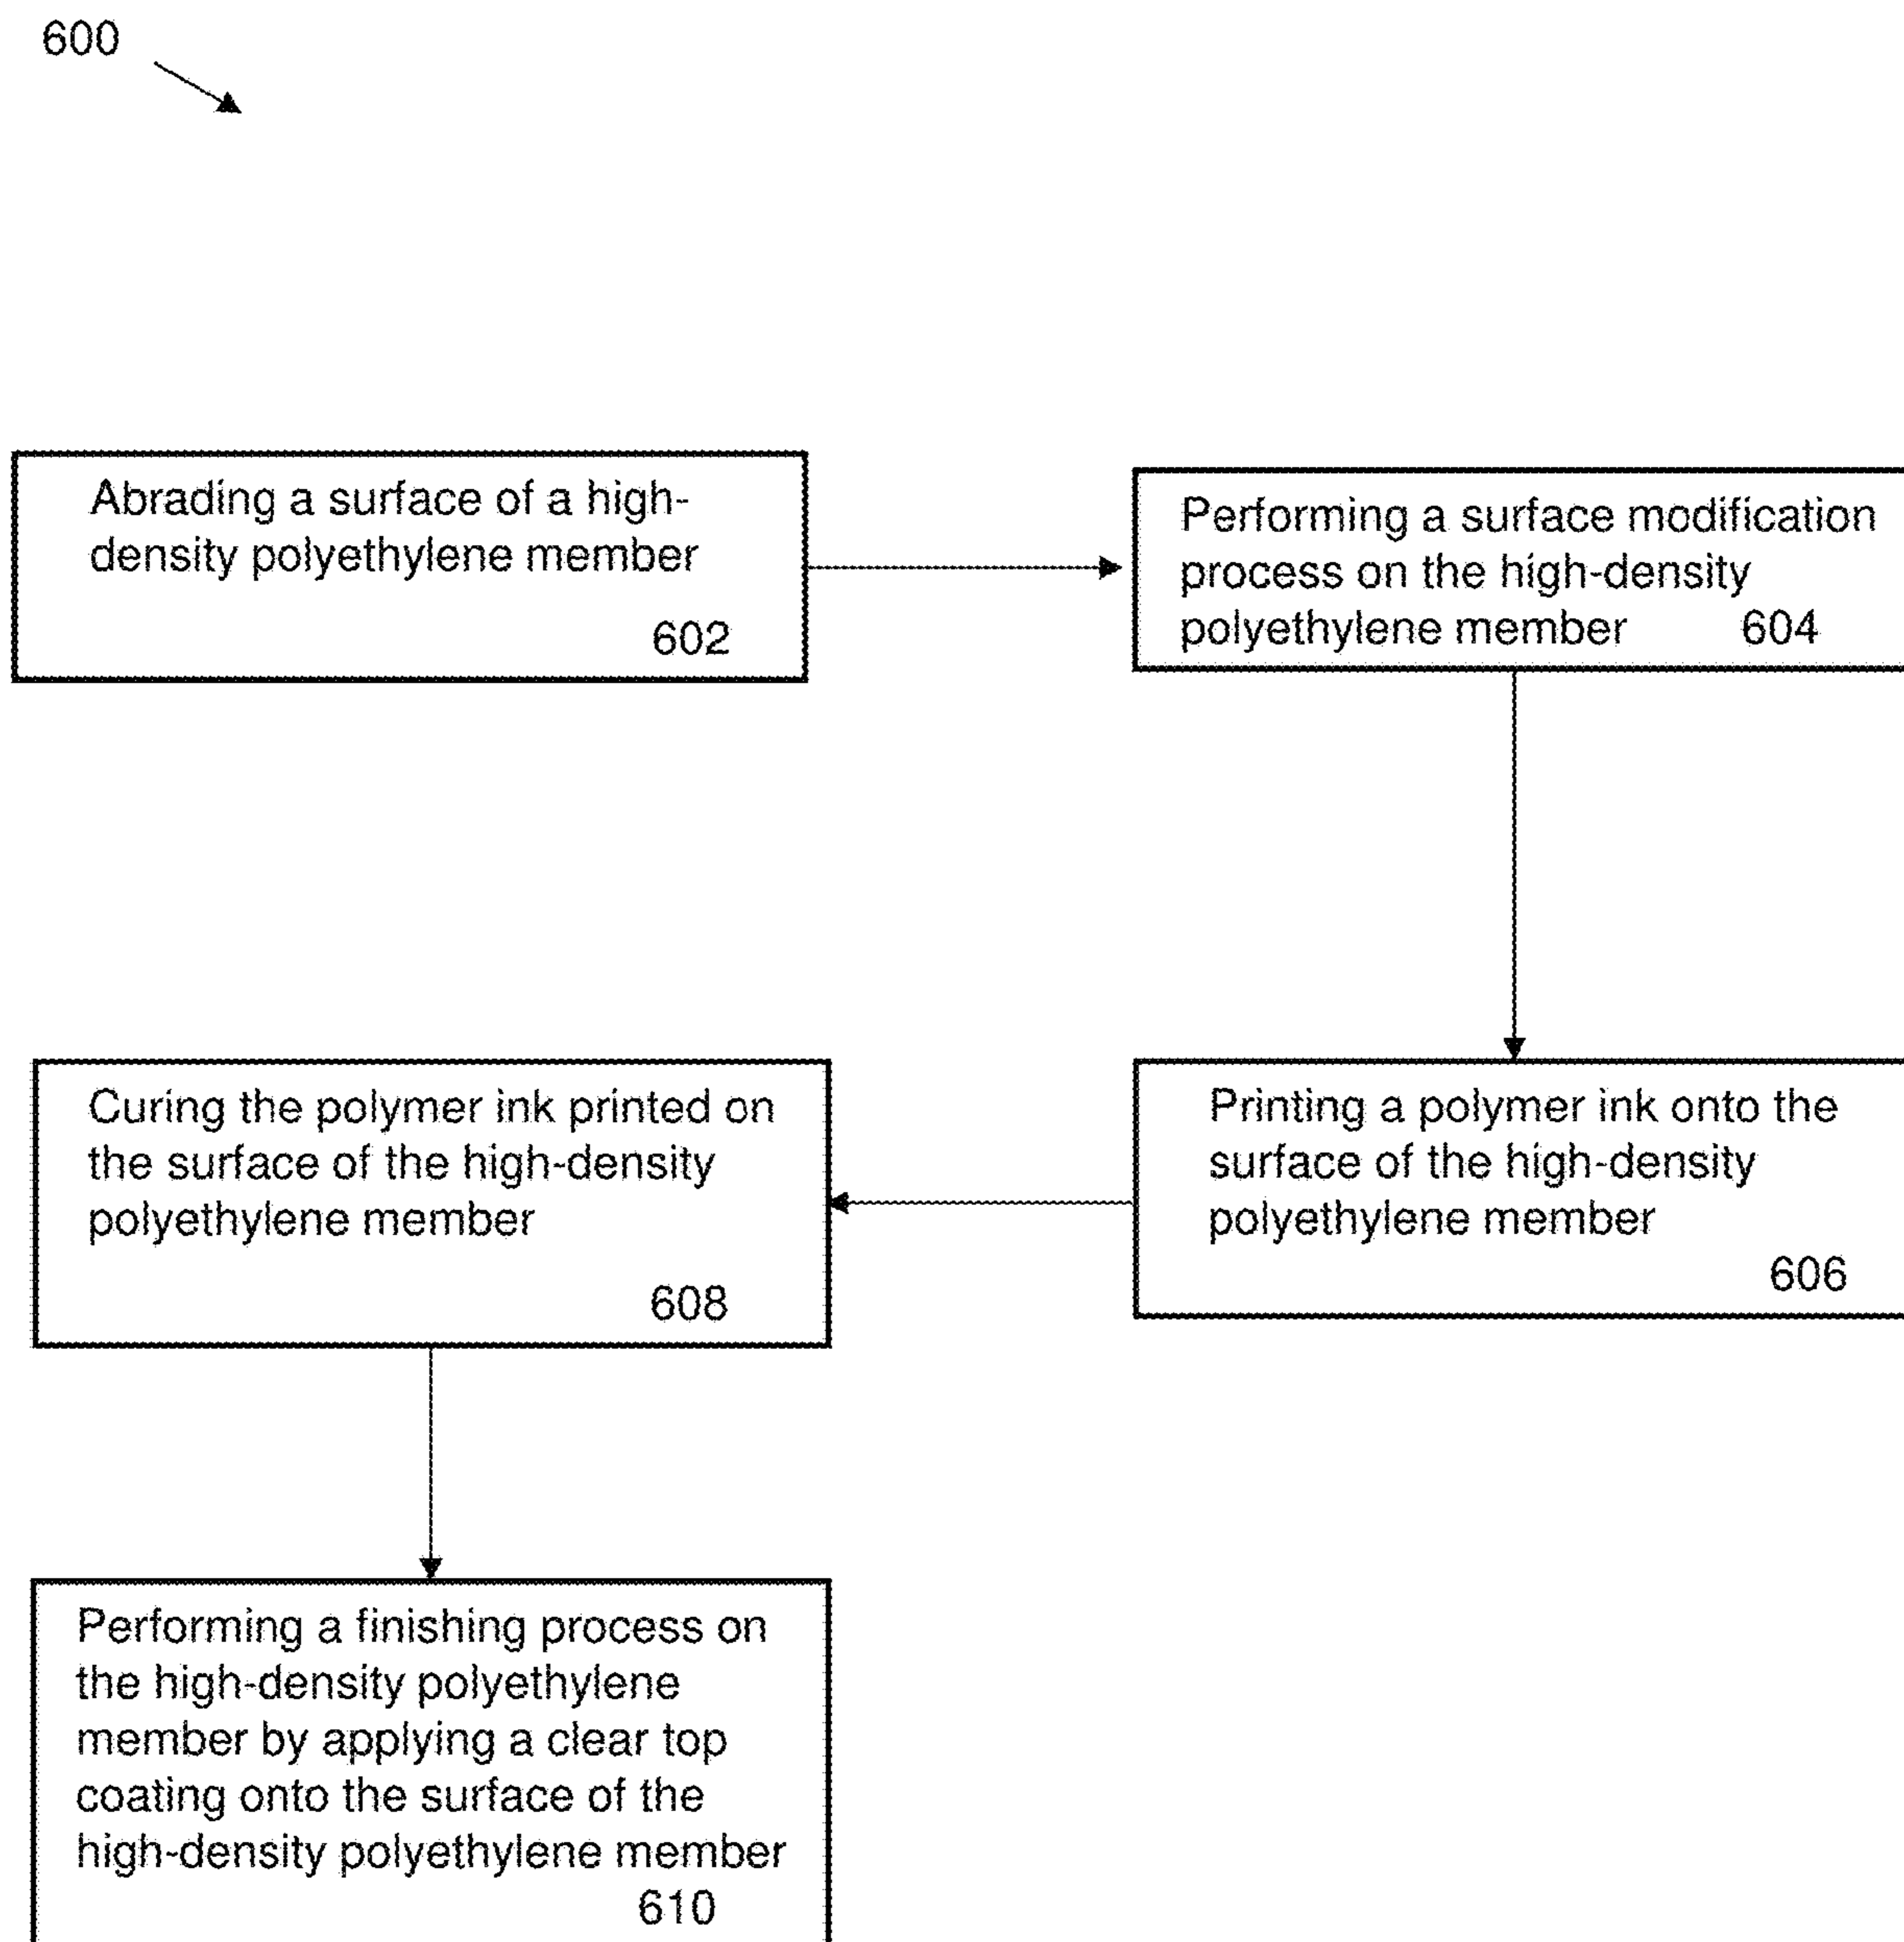 600
Abrading a surface of a high-
density polyethylene member
602
Performing a surface modification
process on the high-density
polyethylene member 604
Printing a polymer ink onto the
surface of the high-density
polyethylene member
606
Curing the polymer ink printed on
the surface of the high-density
polyethylene member
608
Performing a finishing process on
the high-density polyethylene
member by applying a clear top
coating onto the surface of the
high-density polyethylene member
610